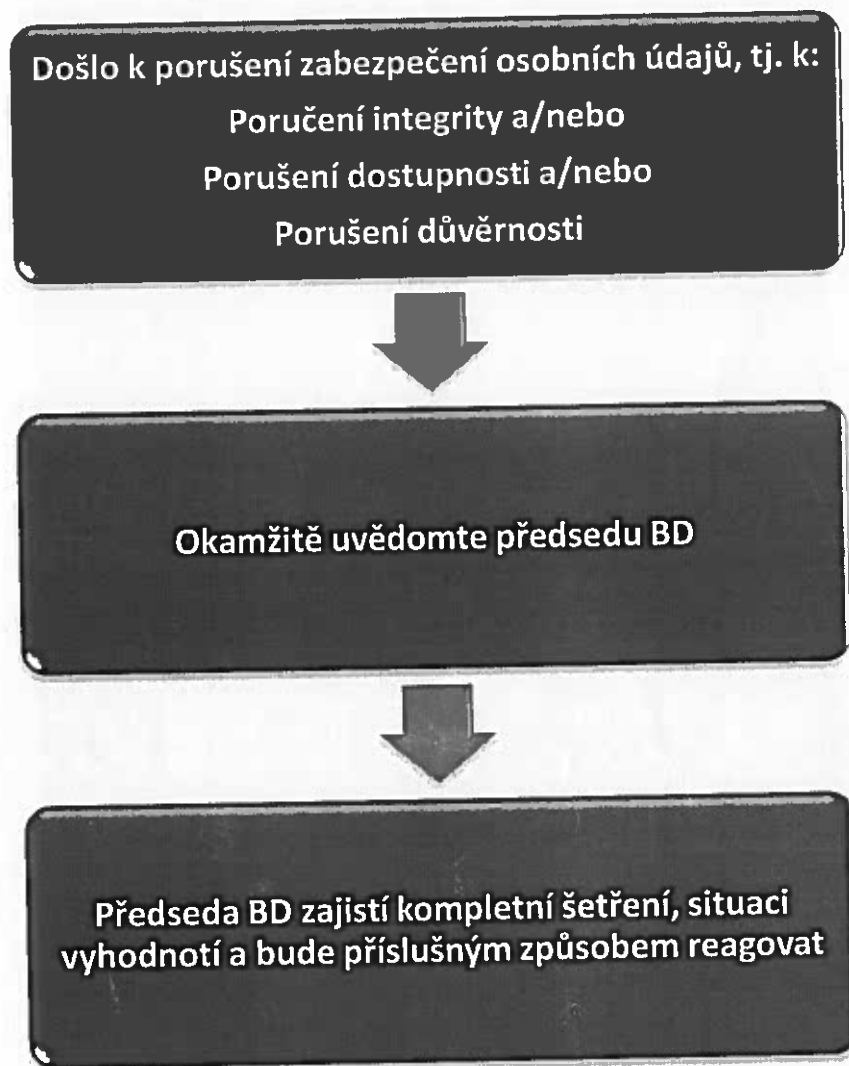 Došlo k porušení zabezpečení osobních údajů, tj. k:
Poručení integrity a/nebo
Porušení dostupnosti a/nebo
Porušení důvěrnosti
Okamžitě uvědomte předsedu BD
Předseda BD zajistí kompletní šetření, situaci
vyhodnotí a bude příslušným způsobem reagovat